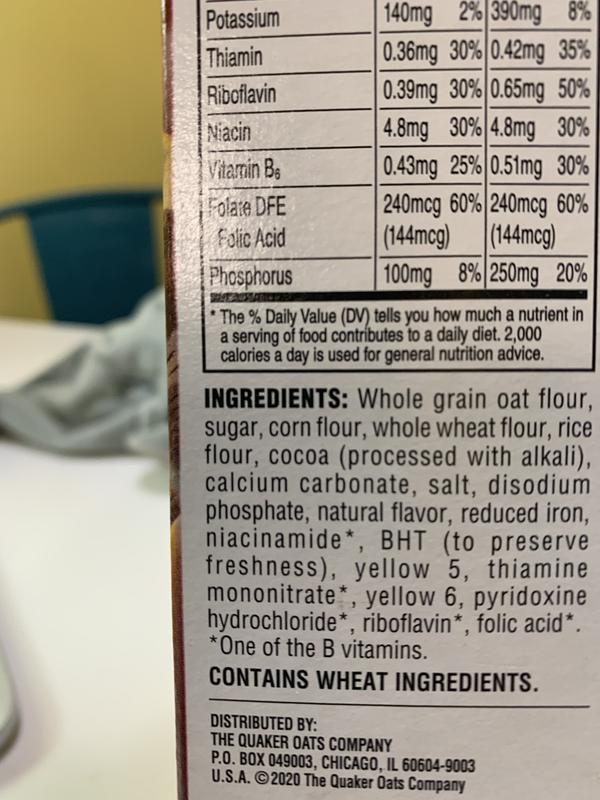 Potassium 140mg 2% 390mg 8%
Thiamin 0.36mg 30% 0.42mg 35%
Riboflavin 0.39mg 30% 0.65mg 50%
Niacin 4.8mg 30% 4.8mg 30%
Vitamin B6 0.43mg 25% 0.51mg 30%
Folate DFE 240mcg 60% 240mcg 60%
Folic Acid (144mcg) (144mcg)
Phosphorus 100mg 8% 250mg 20%
* The % Daily Value (DV) tells you how much a nutrient in
a serving of food contributes to a daily diet. 2,000
calories a day is used for general nutrition advice.
INGREDIENTS: Whole grain oat flour,
sugar, corn flour, whole wheat flour, rice
flour, cocoa (processed with alkali),
calcium carbonate, salt, disodium
phosphate, natural flavor, reduced iron,
niacinamide*, BHT (to preserve
freshness), yellow 5, thiamine
mononitrate*, yellow 6, pyridoxine
hydrochloride*, riboflavin*, folic acid*.
*One of the B vitamins.
CONTAINS WHEAT INGREDIENTS.
DISTRIBUTED BY:
THE QUAKER OATS COMPANY
P.O. BOX 049003, CHICAGO, IL 60604-9003
U.S.A. ©2020 The Quaker Oats Company